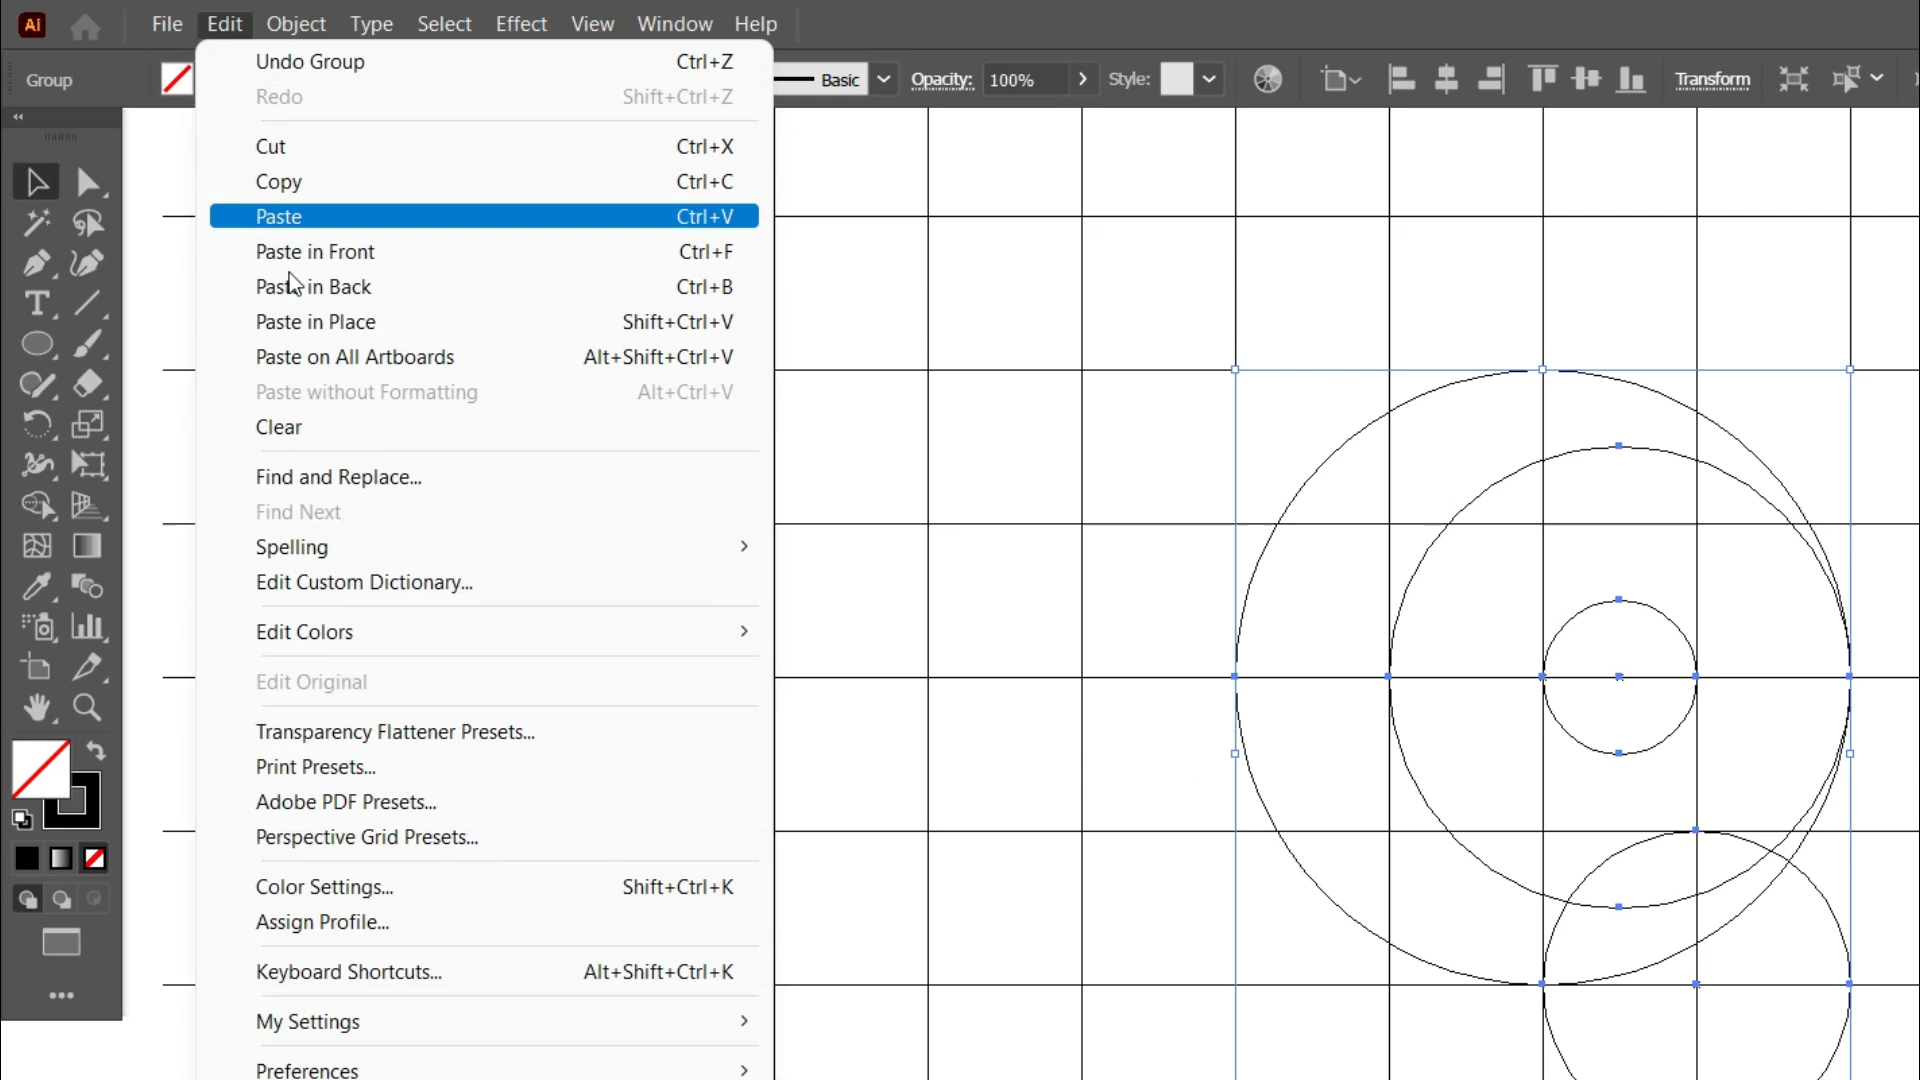 Ai File Edit Object Type Select Effect View Window Help
Group Basic Opacity: 100% Style: Transform
Undo Group Ctrl+Z
Redo Shift+Ctrl+Z
Cut Ctrl+X
Copy Ctrl+C
Paste Ctrl+V
Paste in Front Ctrl+F
Paste in Back Ctrl+B
Paste in Place Shift+Ctrl+V
Paste on All Artboards Alt+Shift+Ctrl+V
Paste without Formatting Alt+Ctrl+V
Clear
Find and Replace...
Find Next
Spelling
Edit Custom Dictionary...
Edit Colors
Edit Original
Transparency Flattener Presets...
Print Presets...
Adobe PDF Presets...
Perspective Grid Presets...
Color Settings... Shift+Ctrl+K
Assign Profile...
Keyboard Shortcuts... Alt+Shift+Ctrl+K
My Settings
Preferences